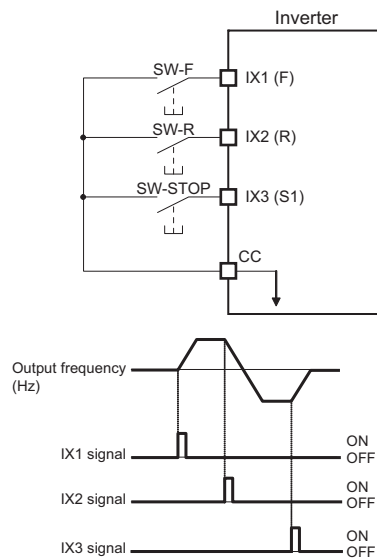 Inverter
SW-F
IX1 (F)
SW-R
IX2 (R)
SW-STOP
IX3 (S1)
CC
Output frequency
(Hz)
IX1 signal
ON
OFF
IX2 signal
ON
OFF
IX3 signal
ON
OFF